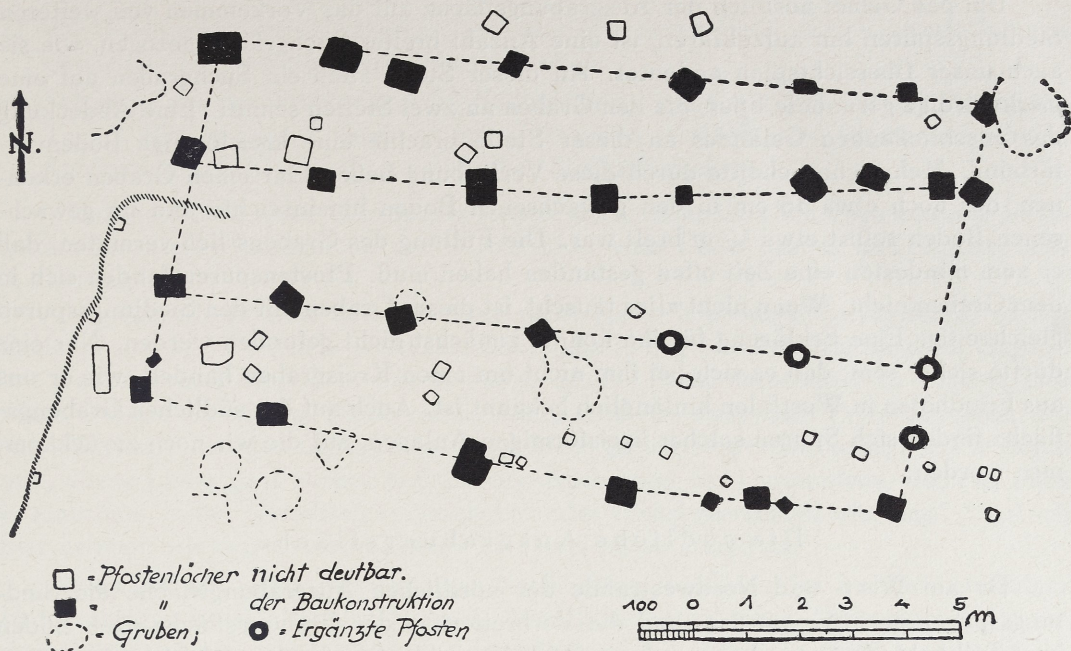 N.
□ = Pfostenlöcher nicht deutbar.
■ " " der Baukonstruktion
= Gruben; = Ergänzte Pfosten
100 0 1 2 3 4 5 m